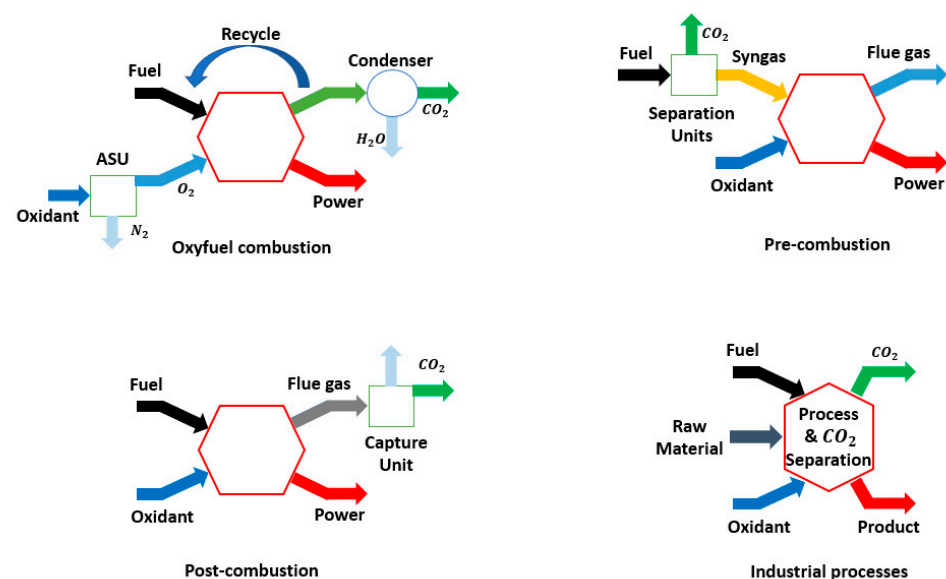 Recycle
Fuel
Condenser
CO₂
H₂O
ASU
O₂
Oxidant
N₂
Power
Oxyfuel combustion
CO₂
Fuel
Syngas
Flue gas
Separation
Units
Oxidant
Power
Pre-combustion
Fuel
Flue gas
CO₂
Capture
Unit
Oxidant
Power
Post-combustion
Fuel
CO₂
Raw
Material
Process
& CO₂
Separation
Oxidant
Product
Industrial processes